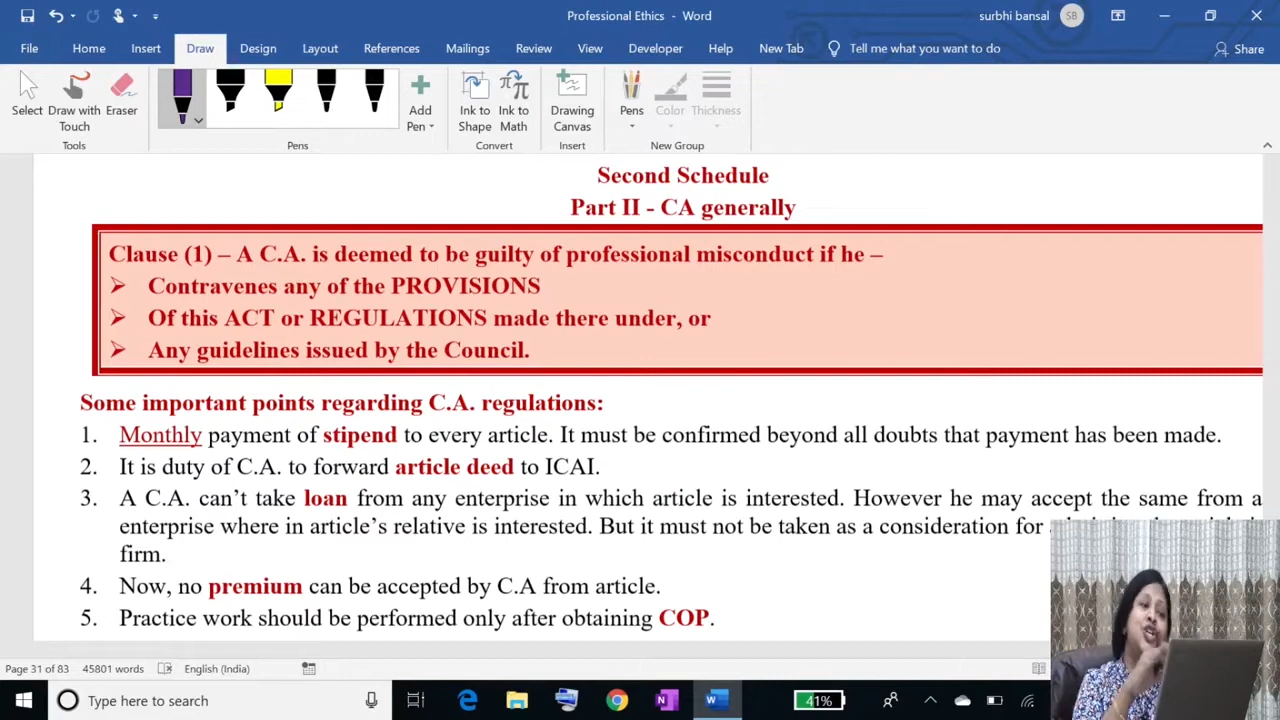 Professional Ethics - Word
surbhi bansal SB
File Home Insert Draw Design Layout References Mailings Review View Developer Help New Tab Tell me what you want to do Share
Select Draw with Touch Eraser Add Pen Ink to Shape Ink to Math Drawing Canvas Pens Color Thickness
Tools Pens Convert Insert New Group
Second Schedule
Part II - CA generally
Clause (1) – A C.A. is deemed to be guilty of professional misconduct if he –
➢ Contravenes any of the PROVISIONS
➢ Of this ACT or REGULATIONS made there under, or
➢ Any guidelines issued by the Council.
Some important points regarding C.A. regulations:
1. Monthly payment of stipend to every article. It must be confirmed beyond all doubts that payment has been made.
2. It is duty of C.A. to forward article deed to ICAI.
3. A C.A. can't take loan from any enterprise in which article is interested. However he may accept the same from a
enterprise where in article's relative is interested. But it must not be taken as a consideration for
firm.
4. Now, no premium can be accepted by C.A from article.
5. Practice work should be performed only after obtaining COP.
Page 31 of 83 45801 words English (India)
Type here to search 41%